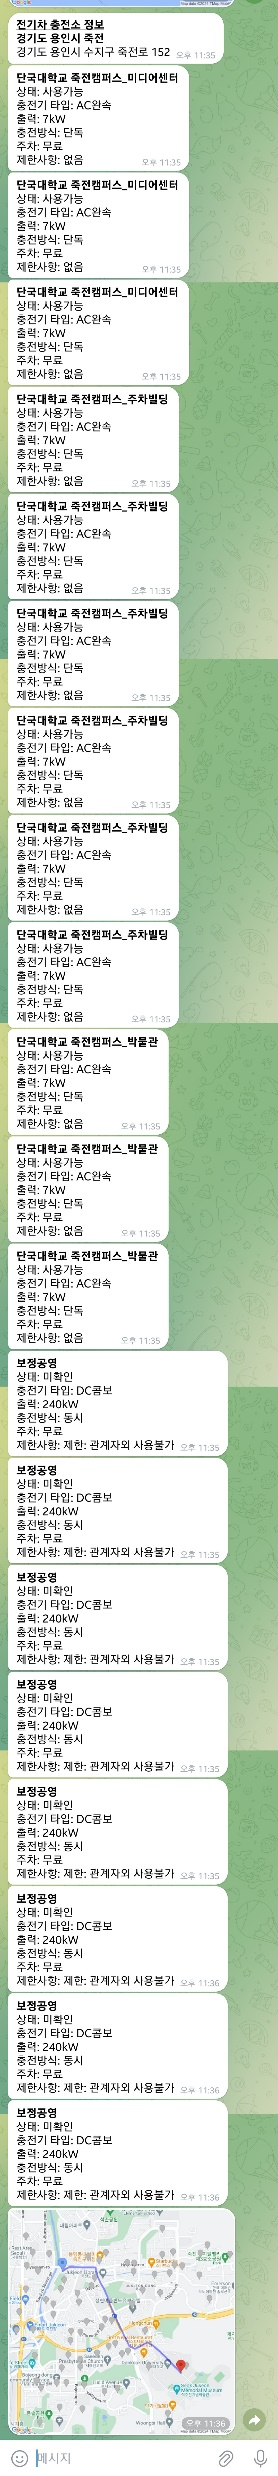 전기차 충전소 정보
경기도 용인시 죽전
경기도 용인시 수지구 죽전로 152 오후 11:35
단국대학교 죽전캠퍼스_미디어센터
상태: 사용가능
충전기 타입: AC완속
출력: 7kW
충전방식: 단독
주차: 무료
제한사항: 없음 오후 11:35
단국대학교 죽전캠퍼스_미디어센터
상태: 사용가능
충전기 타입: AC완속
출력: 7kW
충전방식: 단독
주차: 무료
제한사항: 없음 오후 11:35
단국대학교 죽전캠퍼스_미디어센터
상태: 사용가능
충전기 타입: AC완속
출력: 7kW
충전방식: 단독
주차: 무료
제한사항: 없음 오후 11:35
단국대학교 죽전캠퍼스_주차빌딩
상태: 사용가능
충전기 타입: AC완속
출력: 7kW
충전방식: 단독
주차: 무료
제한사항: 없음 오후 11:35
단국대학교 죽전캠퍼스_주차빌딩
상태: 사용가능
충전기 타입: AC완속
출력: 7kW
충전방식: 단독
주차: 무료
제한사항: 없음 오후 11:35
단국대학교 죽전캠퍼스_주차빌딩
상태: 사용가능
충전기 타입: AC완속
출력: 7kW
충전방식: 단독
주차: 무료
제한사항: 없음 오후 11:35
단국대학교 죽전캠퍼스_주차빌딩
상태: 사용가능
충전기 타입: AC완속
출력: 7kW
충전방식: 단독
주차: 무료
제한사항: 없음 오후 11:35
단국대학교 죽전캠퍼스_주차빌딩
상태: 사용가능
충전기 타입: AC완속
출력: 7kW
충전방식: 단독
주차: 무료
제한사항: 없음 오후 11:35
단국대학교 죽전캠퍼스_주차빌딩
상태: 사용가능
충전기 타입: AC완속
출력: 7kW
충전방식: 단독
주차: 무료
제한사항: 없음 오후 11:35
단국대학교 죽전캠퍼스_박물관
상태: 사용가능
충전기 타입: AC완속
출력: 7kW
충전방식: 단독
주차: 무료
제한사항: 없음 오후 11:35
단국대학교 죽전캠퍼스_박물관
상태: 사용가능
충전기 타입: AC완속
출력: 7kW
충전방식: 단독
주차: 무료
제한사항: 없음 오후 11:35
단국대학교 죽전캠퍼스_박물관
상태: 사용가능
충전기 타입: AC완속
출력: 7kW
충전방식: 단독
주차: 무료
제한사항: 없음 오후 11:35
보정공영
상태: 미확인
충전기 타입: DC콤보
출력: 240kW
충전방식: 동시
주차: 무료
제한사항: 제한: 관계자외 사용불가 오후 11:35
보정공영
상태: 미확인
충전기 타입: DC콤보
출력: 240kW
충전방식: 동시
주차: 무료
제한사항: 제한: 관계자외 사용불가 오후 11:35
보정공영
상태: 미확인
충전기 타입: DC콤보
출력: 240kW
충전방식: 동시
주차: 무료
제한사항: 제한: 관계자외 사용불가 오후 11:35
보정공영
상태: 미확인
충전기 타입: DC콤보
출력: 240kW
충전방식: 동시
주차: 무료
제한사항: 제한: 관계자외 사용불가 오후 11:35
보정공영
상태: 미확인
충전기 타입: DC콤보
출력: 240kW
충전방식: 동시
주차: 무료
제한사항: 제한: 관계자외 사용불가 오후 11:35
보정공영
상태: 미확인
충전기 타입: DC콤보
출력: 240kW
충전방식: 동시
주차: 무료
제한사항: 제한: 관계자외 사용불가 오후 11:36
보정공영
상태: 미확인
충전기 타입: DC콤보
출력: 240kW
충전방식: 동시
주차: 무료
제한사항: 제한: 관계자외 사용불가 오후 11:36
보정공영
상태: 미확인
충전기 타입: DC콤보
출력: 240kW
충전방식: 동시
주차: 무료
제한사항: 제한: 관계자외 사용불가 오후 11:36
Starbucks
Memorial Museum
오후 11:36
메시지